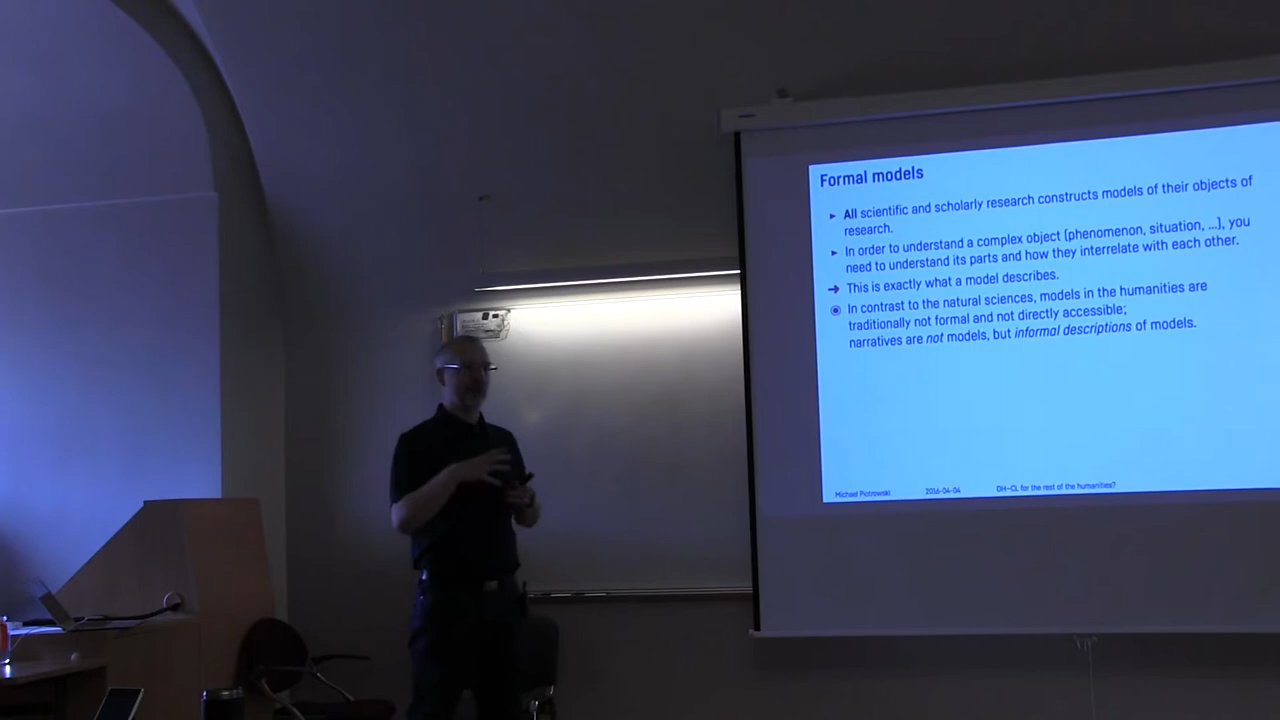 Formal models
▸ All scientific and scholarly research constructs models of their objects of
research.
▸ In order to understand a complex object (phenomenon, situation, ...), you
need to understand its parts and how they interrelate with each other.
➔ This is exactly what a model describes.
◉ In contrast to the natural sciences, models in the humanities are
traditionally not formal and not directly accessible;
narratives are not models, but informal descriptions of models.
Michael Piotrowski 2016-04-04 DH–CL for the rest of the humanities?